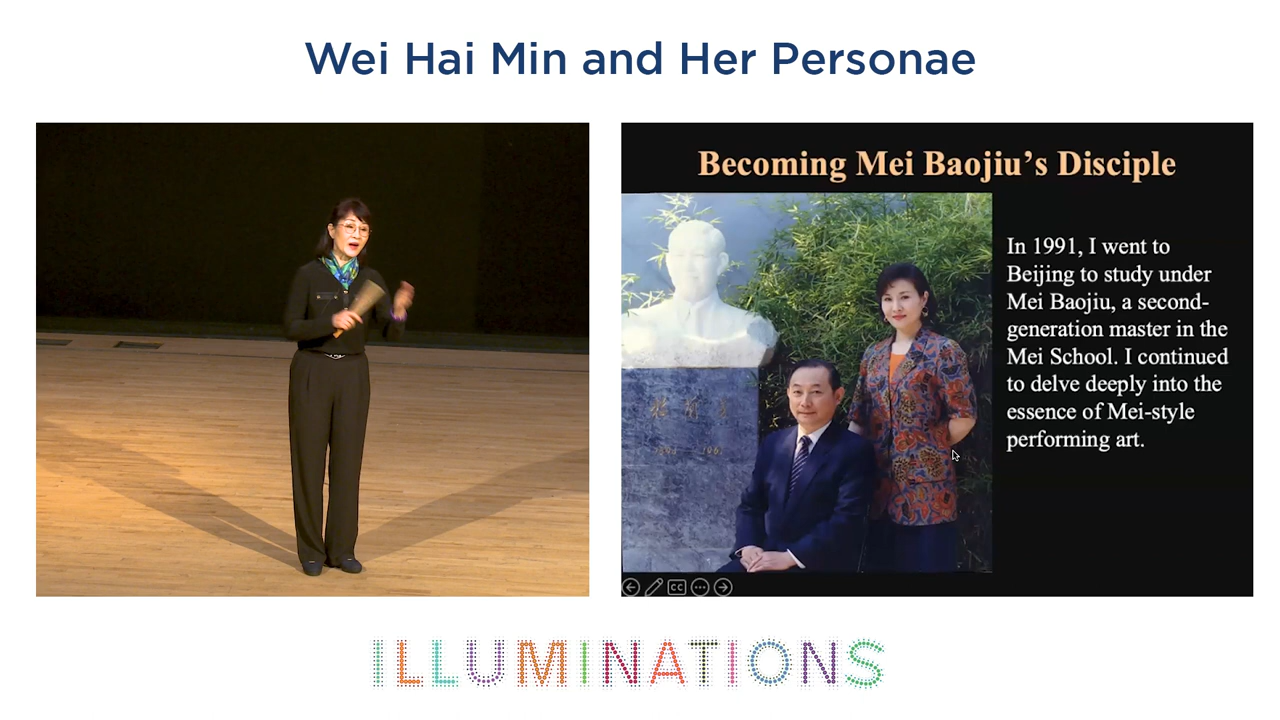 Wei Hai Min and Her Personae
Becoming Mei Baojiu’s Disciple
In 1991, I went to
Beijing to study under
Mei Baojiu, a second-
generation master in the
Mei School. I continued
to delve deeply into the
essence of Mei-style
performing art.
CC
ILLUMINATIONS